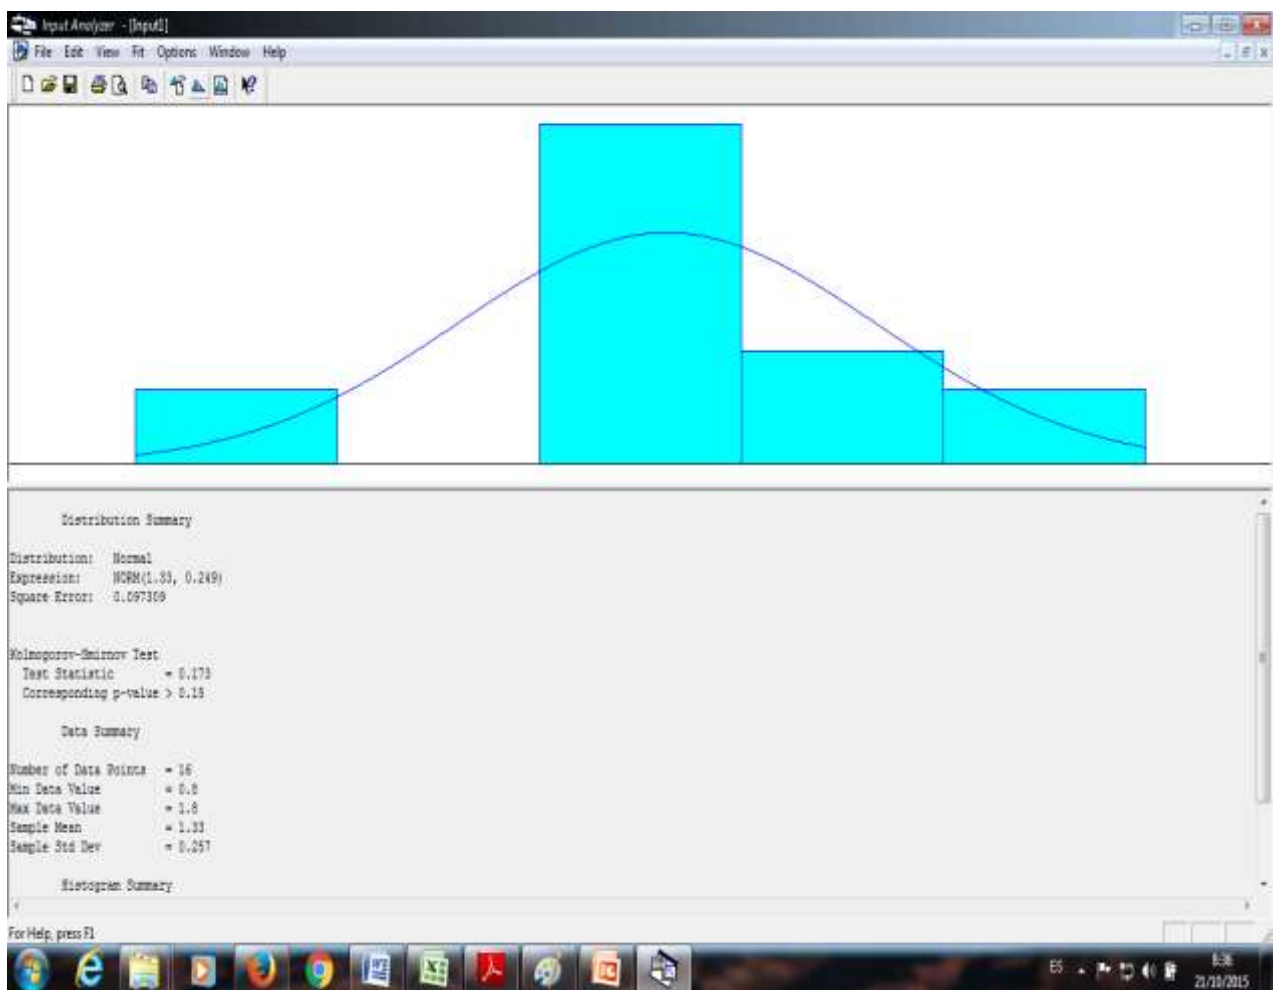 Input Analyzer - [Input1]
File Edit View Fit Options Window Help
Distribution Summary
Distribution: Normal
Expression: NORM(1.33, 0.249)
Square Error: 0.097309
Kolmogorov-Smirnov Test
Test Statistic = 0.173
Corresponding p-value > 0.15
Data Summary
Number of Data Points = 16
Min Data Value = 0.8
Max Data Value = 1.8
Sample Mean = 1.33
Sample Std Dev = 0.257
Histogram Summary
For Help, press F1
ES
21/10/2015